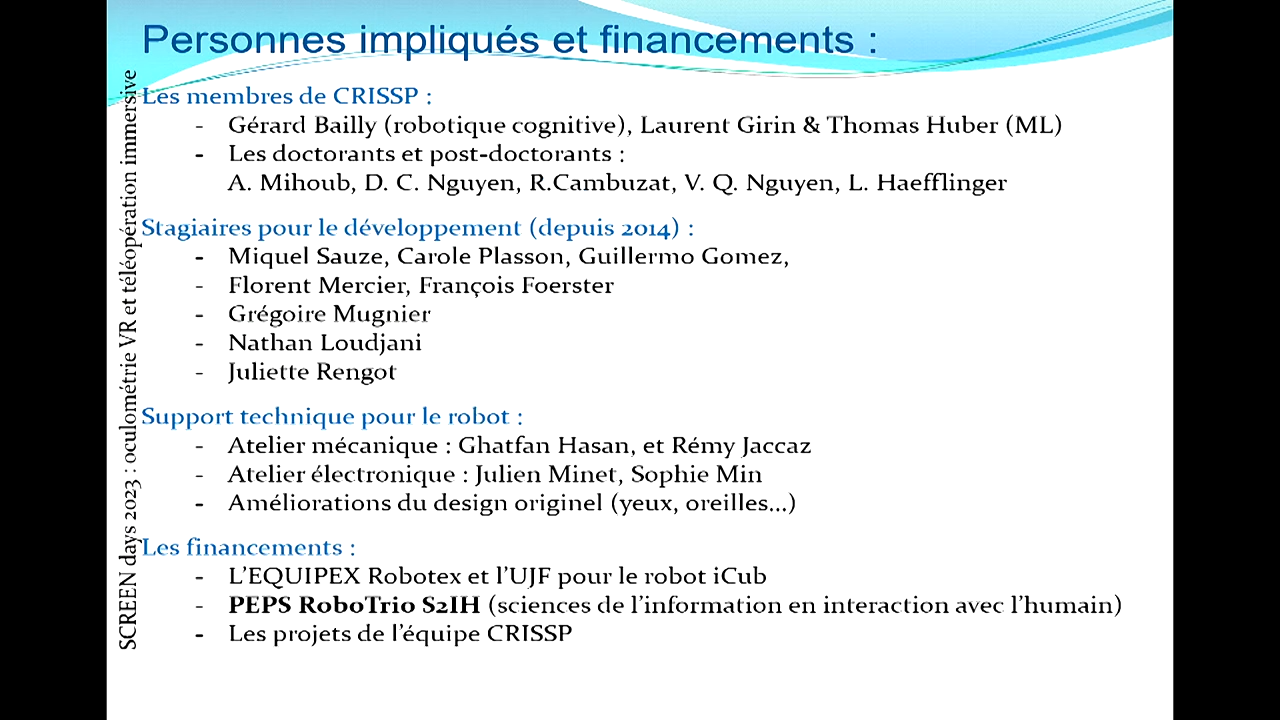 Personnes impliqués et financements :
Les membres de CRISSP :
- Gérard Bailly (robotique cognitive), Laurent Girin & Thomas Huber (ML)
- Les doctorants et post-doctorants :
A. Mihoub, D. C. Nguyen, R.Cambuzat, V. Q. Nguyen, L. Haefflinger
Stagiaires pour le développement (depuis 2014) :
- Miquel Sauze, Carole Plasson, Guillermo Gomez,
- Florent Mercier, François Foerster
- Grégoire Mugnier
- Nathan Loudjani
- Juliette Rengot
Support technique pour le robot :
- Atelier mécanique : Ghatfan Hasan, et Rémy Jaccaz
- Atelier électronique : Julien Minet, Sophie Min
- Améliorations du design originel (yeux, oreilles...)
Les financements :
- L'EQUIPEX Robotex et l'UJF pour le robot iCub
- PEPS RoboTrio S2IH (sciences de l'information en interaction avec l'humain)
- Les projets de l'équipe CRISSP
SCREEN days 2023 : oculométrie VR et téléopération immersive